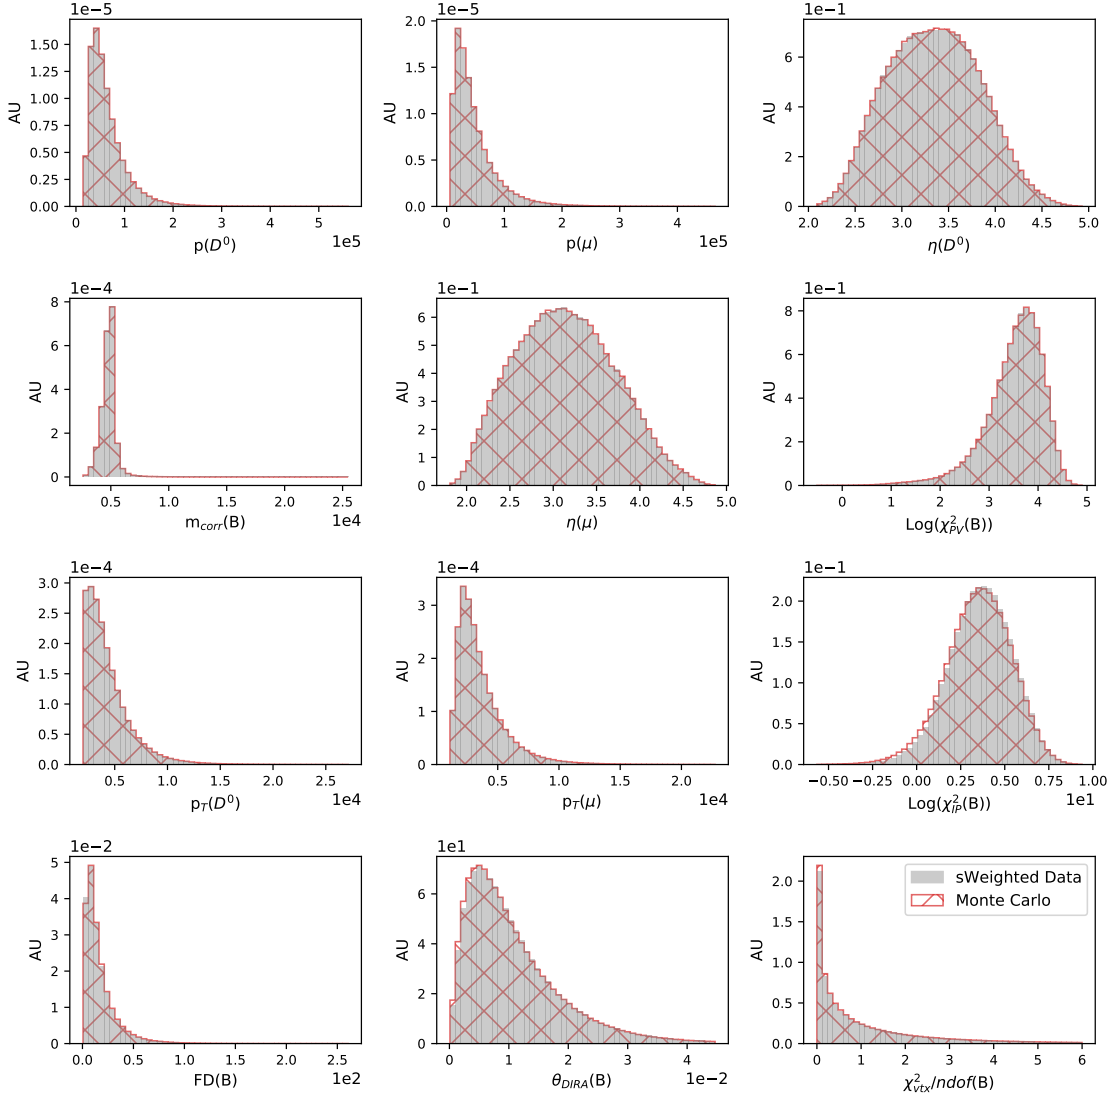 1e−5
AU
1.50
1.25
1.00
0.75
0.50
0.25
0.00
0 1 2 3 4 5
p(D⁰)
1e5
1e−5
AU
2.0
1.5
1.0
0.5
0.0
0 1 2 3 4
p(μ)
1e5
1e−1
AU
6
4
2
0
2.0 2.5 3.0 3.5 4.0 4.5 5.0
η(D⁰)
1e−4
AU
8
6
4
2
0
0.5 1.0 1.5 2.0 2.5
m_corr(B)
1e4
1e−1
AU
6
5
4
3
2
1
0
2.0 2.5 3.0 3.5 4.0 4.5 5.0
η(μ)
1e−1
AU
8
6
4
2
0
0 1 2 3 4 5
Log(χ²_PV(B))
1e−4
AU
3.0
2.5
2.0
1.5
1.0
0.5
0.0
0.5 1.0 1.5 2.0 2.5
p_T(D⁰)
1e4
1e−4
AU
3
2
1
0
0.5 1.0 1.5 2.0
p_T(μ)
1e4
1e−1
AU
2.0
1.5
1.0
0.5
0.0
−0.50 −0.25 0.00 0.25 0.50 0.75 1.00
Log(χ²_IP(B))
1e1
1e−2
AU
5
4
3
2
1
0
0.0 0.5 1.0 1.5 2.0 2.5
FD(B)
1e2
1e1
AU
6
4
2
0
0 1 2 3 4
θ_DIRA(B)
1e−2
AU
2.0
1.5
1.0
0.5
0.0
0 1 2 3 4 5 6
χ²_vtx/ndof(B)
sWeighted Data
Monte Carlo